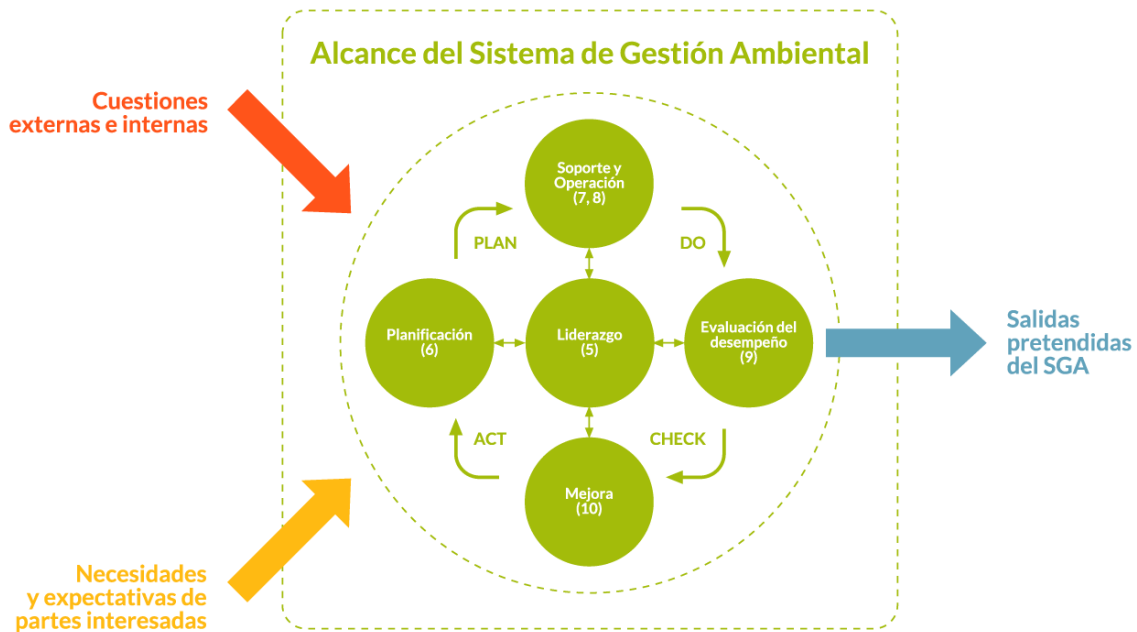 Alcance del Sistema de Gestión Ambiental
Cuestiones
externas e internas
Soporte y
Operación
(7, 8)
PLAN
DO
Planificación
(6)
Liderazgo
(5)
Evaluación del
desempeño
(9)
Salidas
pretendidas
del SGA
ACT
CHECK
Mejora
(10)
Necesidades
y expectativas de
partes interesadas